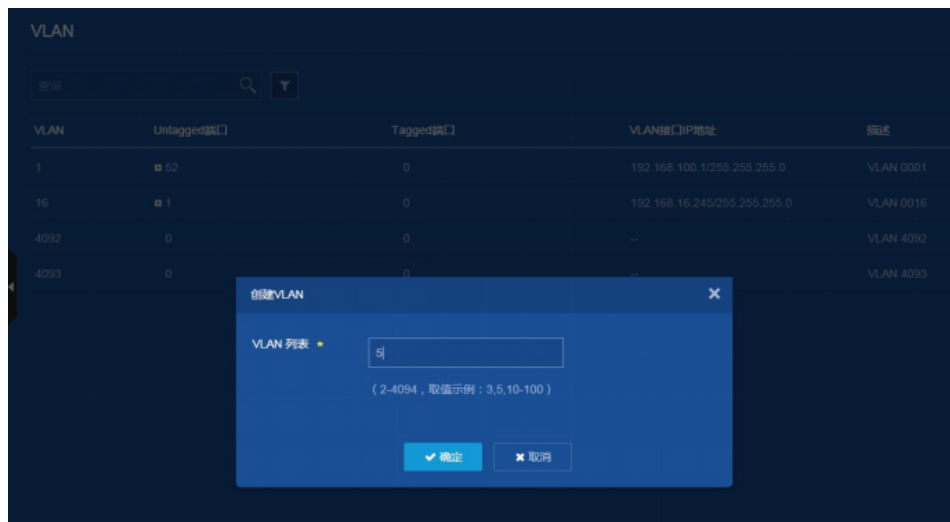 VLAN
查询
VLAN Untagged端口 Tagged端口 VLAN接口IP地址 描述
1 52 0 192.168.100.1/255.255.255.0 VLAN 0001
16 1 0 192.168.16.245/255.255.255.0 VLAN 0016
4092 0 0 -- VLAN 4092
4093 0 0 -- VLAN 4093
创建VLAN
VLAN 列表 *
5
( 2-4094，取值示例：3,5,10-100 )
确定 取消